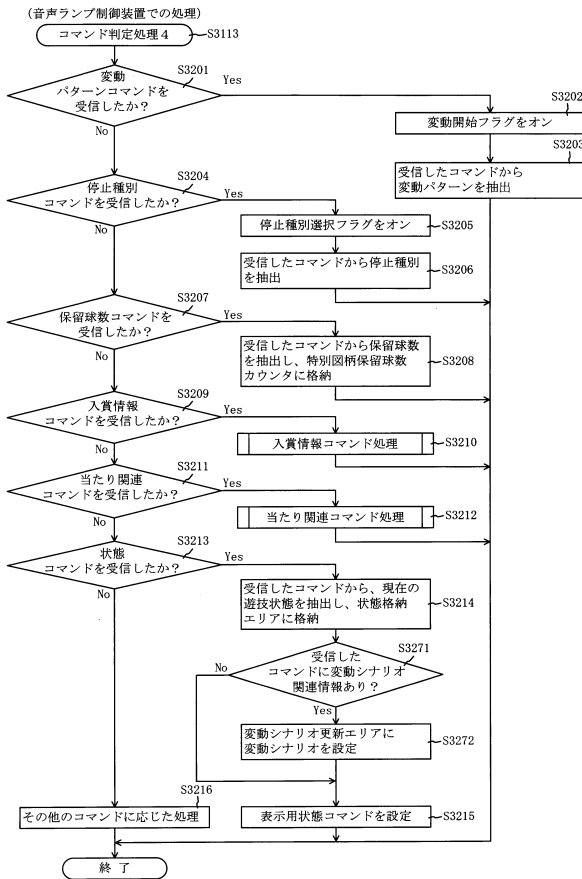 (音声ランプ制御装置での処理)
コマンド判定処理4
S3113
変動
パターンコマンドを
受信したか?
S3201
Yes
No
S3202
変動開始フラグをオン
S3203
受信したコマンドから
変動パターンを抽出
停止種別
コマンドを受信したか?
S3204
Yes
No
停止種別選択フラグをオン
S3205
受信したコマンドから停止種別
を抽出
S3206
保留球数コマンドを
受信したか?
S3207
Yes
No
受信したコマンドから保留球数
を抽出し、特別図柄保留球数
カウンタに格納
S3208
入賞情報
コマンドを受信したか?
S3209
Yes
No
入賞情報コマンド処理
S3210
当たり関連
コマンドを受信したか?
S3211
Yes
No
当たり関連コマンド処理
S3212
状態
コマンドを受信したか?
S3213
Yes
No
受信したコマンドから、現在の
遊技状態を抽出し、状態格納
エリアに格納
S3214
受信した
コマンドに変動シナリオ
関連情報あり?
S3271
No
Yes
変動シナリオ更新エリアに
変動シナリオを設定
S3272
S3216
その他のコマンドに応じた処理
表示用状態コマンドを設定
S3215
終了